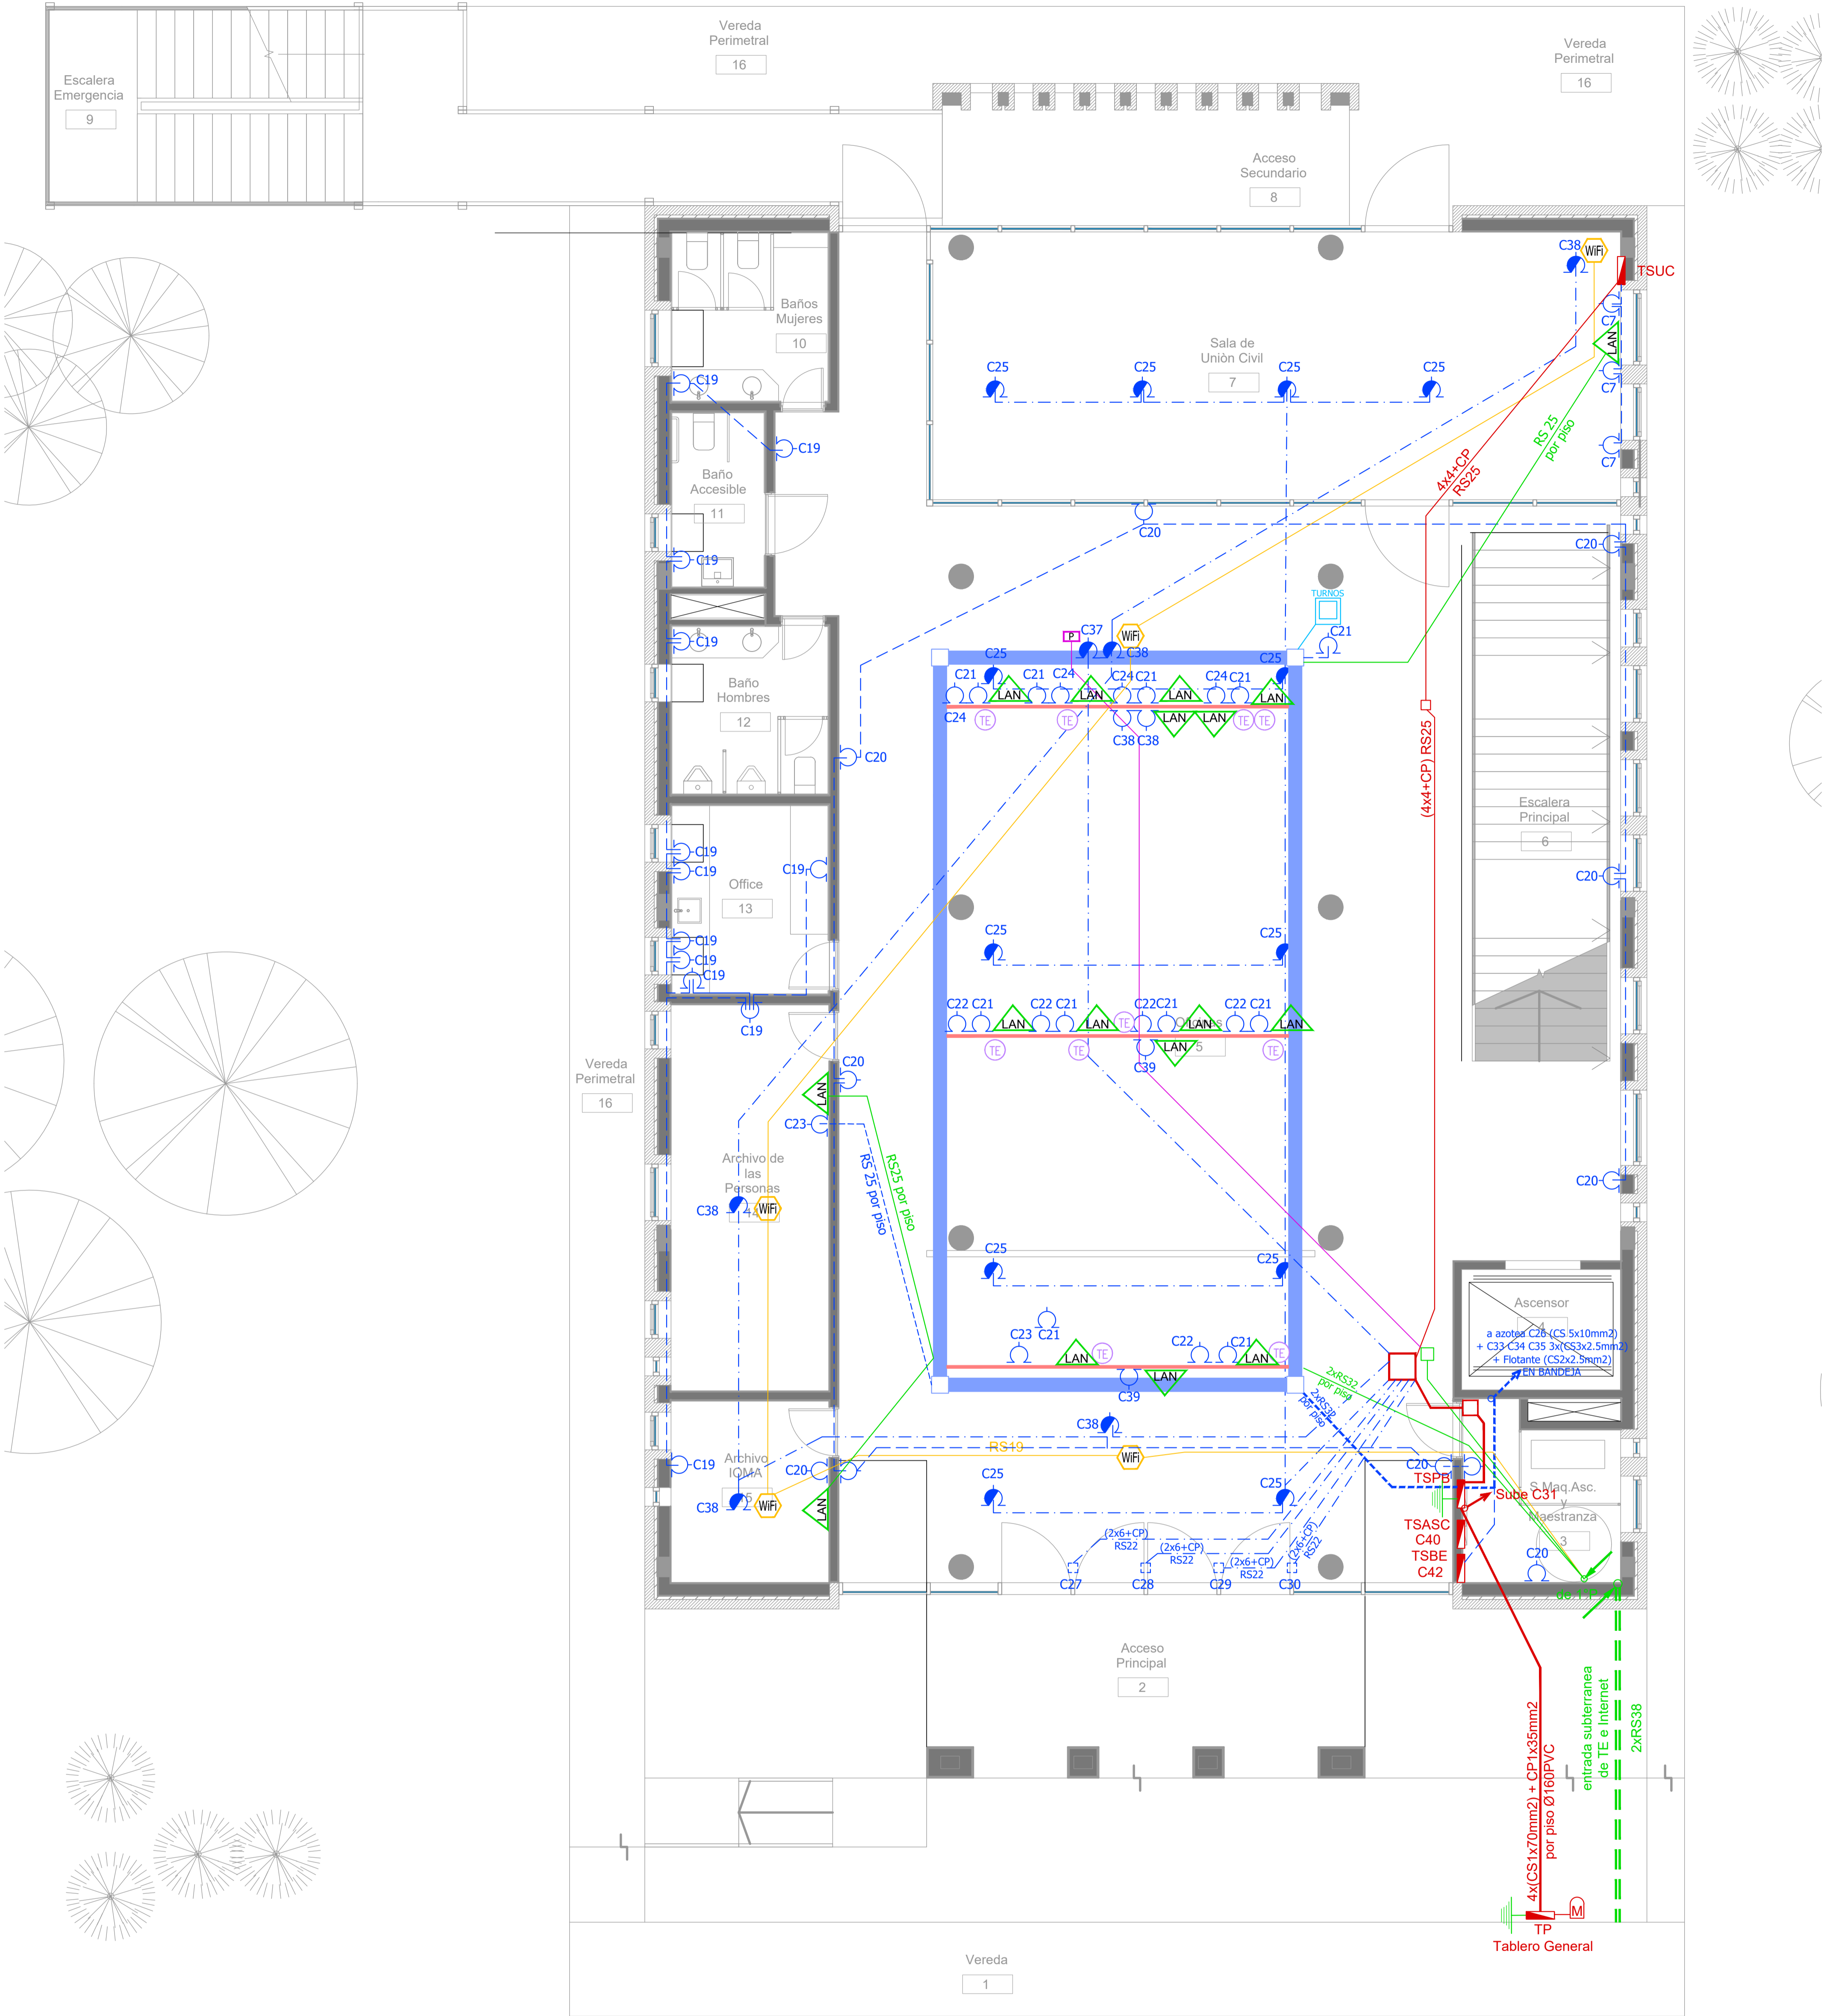 Vereda
Perimetral
16
Vereda
Perimetral
16
Escalera
Emergencia
9
Acceso
Secundario
8
C38
WiFi
TSUC
Baños
Mujeres
10
C7
LAN
Sala de
Uniòn Civil
7
C25
C25
C25
C25
C7
C19
C19
RS 25
por piso
4x4+CP
RS25
C7
Baño
Accesible
11
C20
C20
C19
TURNOS
C19
P
C37
WiFi
C38
C21
C25
C25
Baño
Hombres
12
C21
LAN
C21
C24
LAN
C24
C21
LAN
C24
C21
LAN
C24
TE
TE
C38
C38
LAN
LAN
TE
TE
C20
(4x4+CP) RS25
Escalera
Principal
6
C19
C19
C19
C20
Office
13
C25
C25
C19
C19
C19
C22
C21
LAN
C22
C21
LAN
TE
C22
C21
LAN
C22
C21
LAN
C19
TE
TE
C39
LAN
5
TE
Vereda
Perimetral
16
C20
LAN
C23
RS 25 por piso
RS25 por piso
Archivo de
las
Personas
14
C38
WiFi
C20
C25
C25
Ascensor
4
a azotea C26 (CS 5x10mm2)
+ C33 C34 C35 3x(CS3x2.5mm2)
+ Flotante (CS2x2.5mm2)
EN BANDEJA
C23
C21
LAN
TE
C22
C21
LAN
TE
C39
LAN
2xRS32
por piso
2xRS32
por piso
C38
RS19
WiFi
C19
Archivo
IOMA
15
C20
C38
WiFi
LAN
C25
C25
C20
TSPB
Sube C31
S.Maq.Asc.
y
Maestranza
3
TSASC
C40
TSBE
C42
C20
(2x6+CP)
RS22
(2x6+CP)
RS22
(2x6+CP)
RS22
(2x6+CP)
RS22
C27
C28
C29
C30
Acceso
Principal
2
4x(CS1x70mm2) + CP1x35mm2
por piso Ø160PVC
entrada subterranea
de TE e Internet
2xRS38
M
TP
Tablero General
Vereda
1